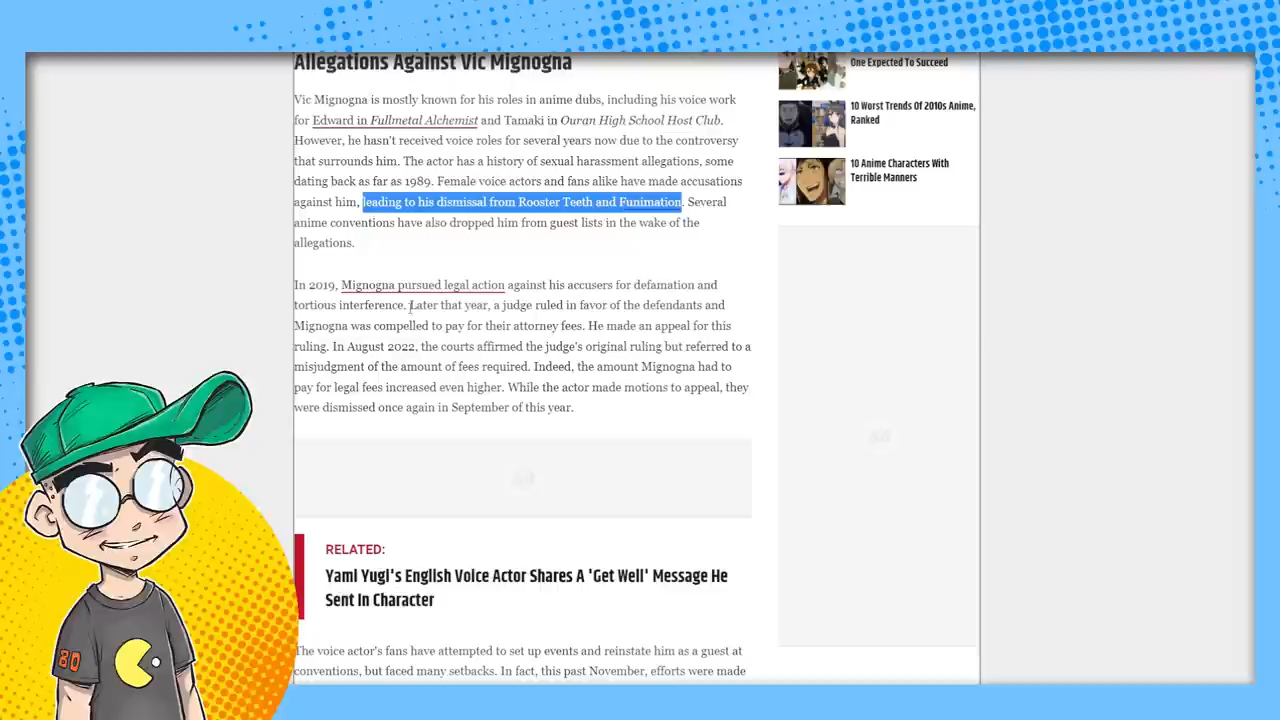 Allegations Against Vic Mignogna
Vic Mignogna is mostly known for his roles in anime dubs, including his voice work
for Edward in Fullmetal Alchemist and Tamaki in Ouran High School Host Club.
However, he hasn't received voice roles for several years now due to the controversy
that surrounds him. The actor has a history of sexual harassment allegations, some
dating back as far as 1989. Female voice actors and fans alike have made accusations
against him, leading to his dismissal from Rooster Teeth and Funimation. Several
anime conventions have also dropped him from guest lists in the wake of the
allegations.
In 2019, Mignogna pursued legal action against his accusers for defamation and
tortious interference. Later that year, a judge ruled in favor of the defendants and
Mignogna was compelled to pay for their attorney fees. He made an appeal for this
ruling. In August 2022, the courts affirmed the judge's original ruling but referred to a
misjudgment of the amount of fees required. Indeed, the amount Mignogna had to
pay for legal fees increased even higher. While the actor made motions to appeal, they
were dismissed once again in September of this year.
RELATED:
Yami Yugi's English Voice Actor Shares A 'Get Well' Message He
Sent In Character
The voice actor's fans have attempted to set up events and reinstate him as a guest at
conventions, but faced many setbacks. In fact, this past November, efforts were made
One Expected To Succeed
10 Worst Trends Of 2010s Anime,
Ranked
10 Anime Characters With
Terrible Manners
80